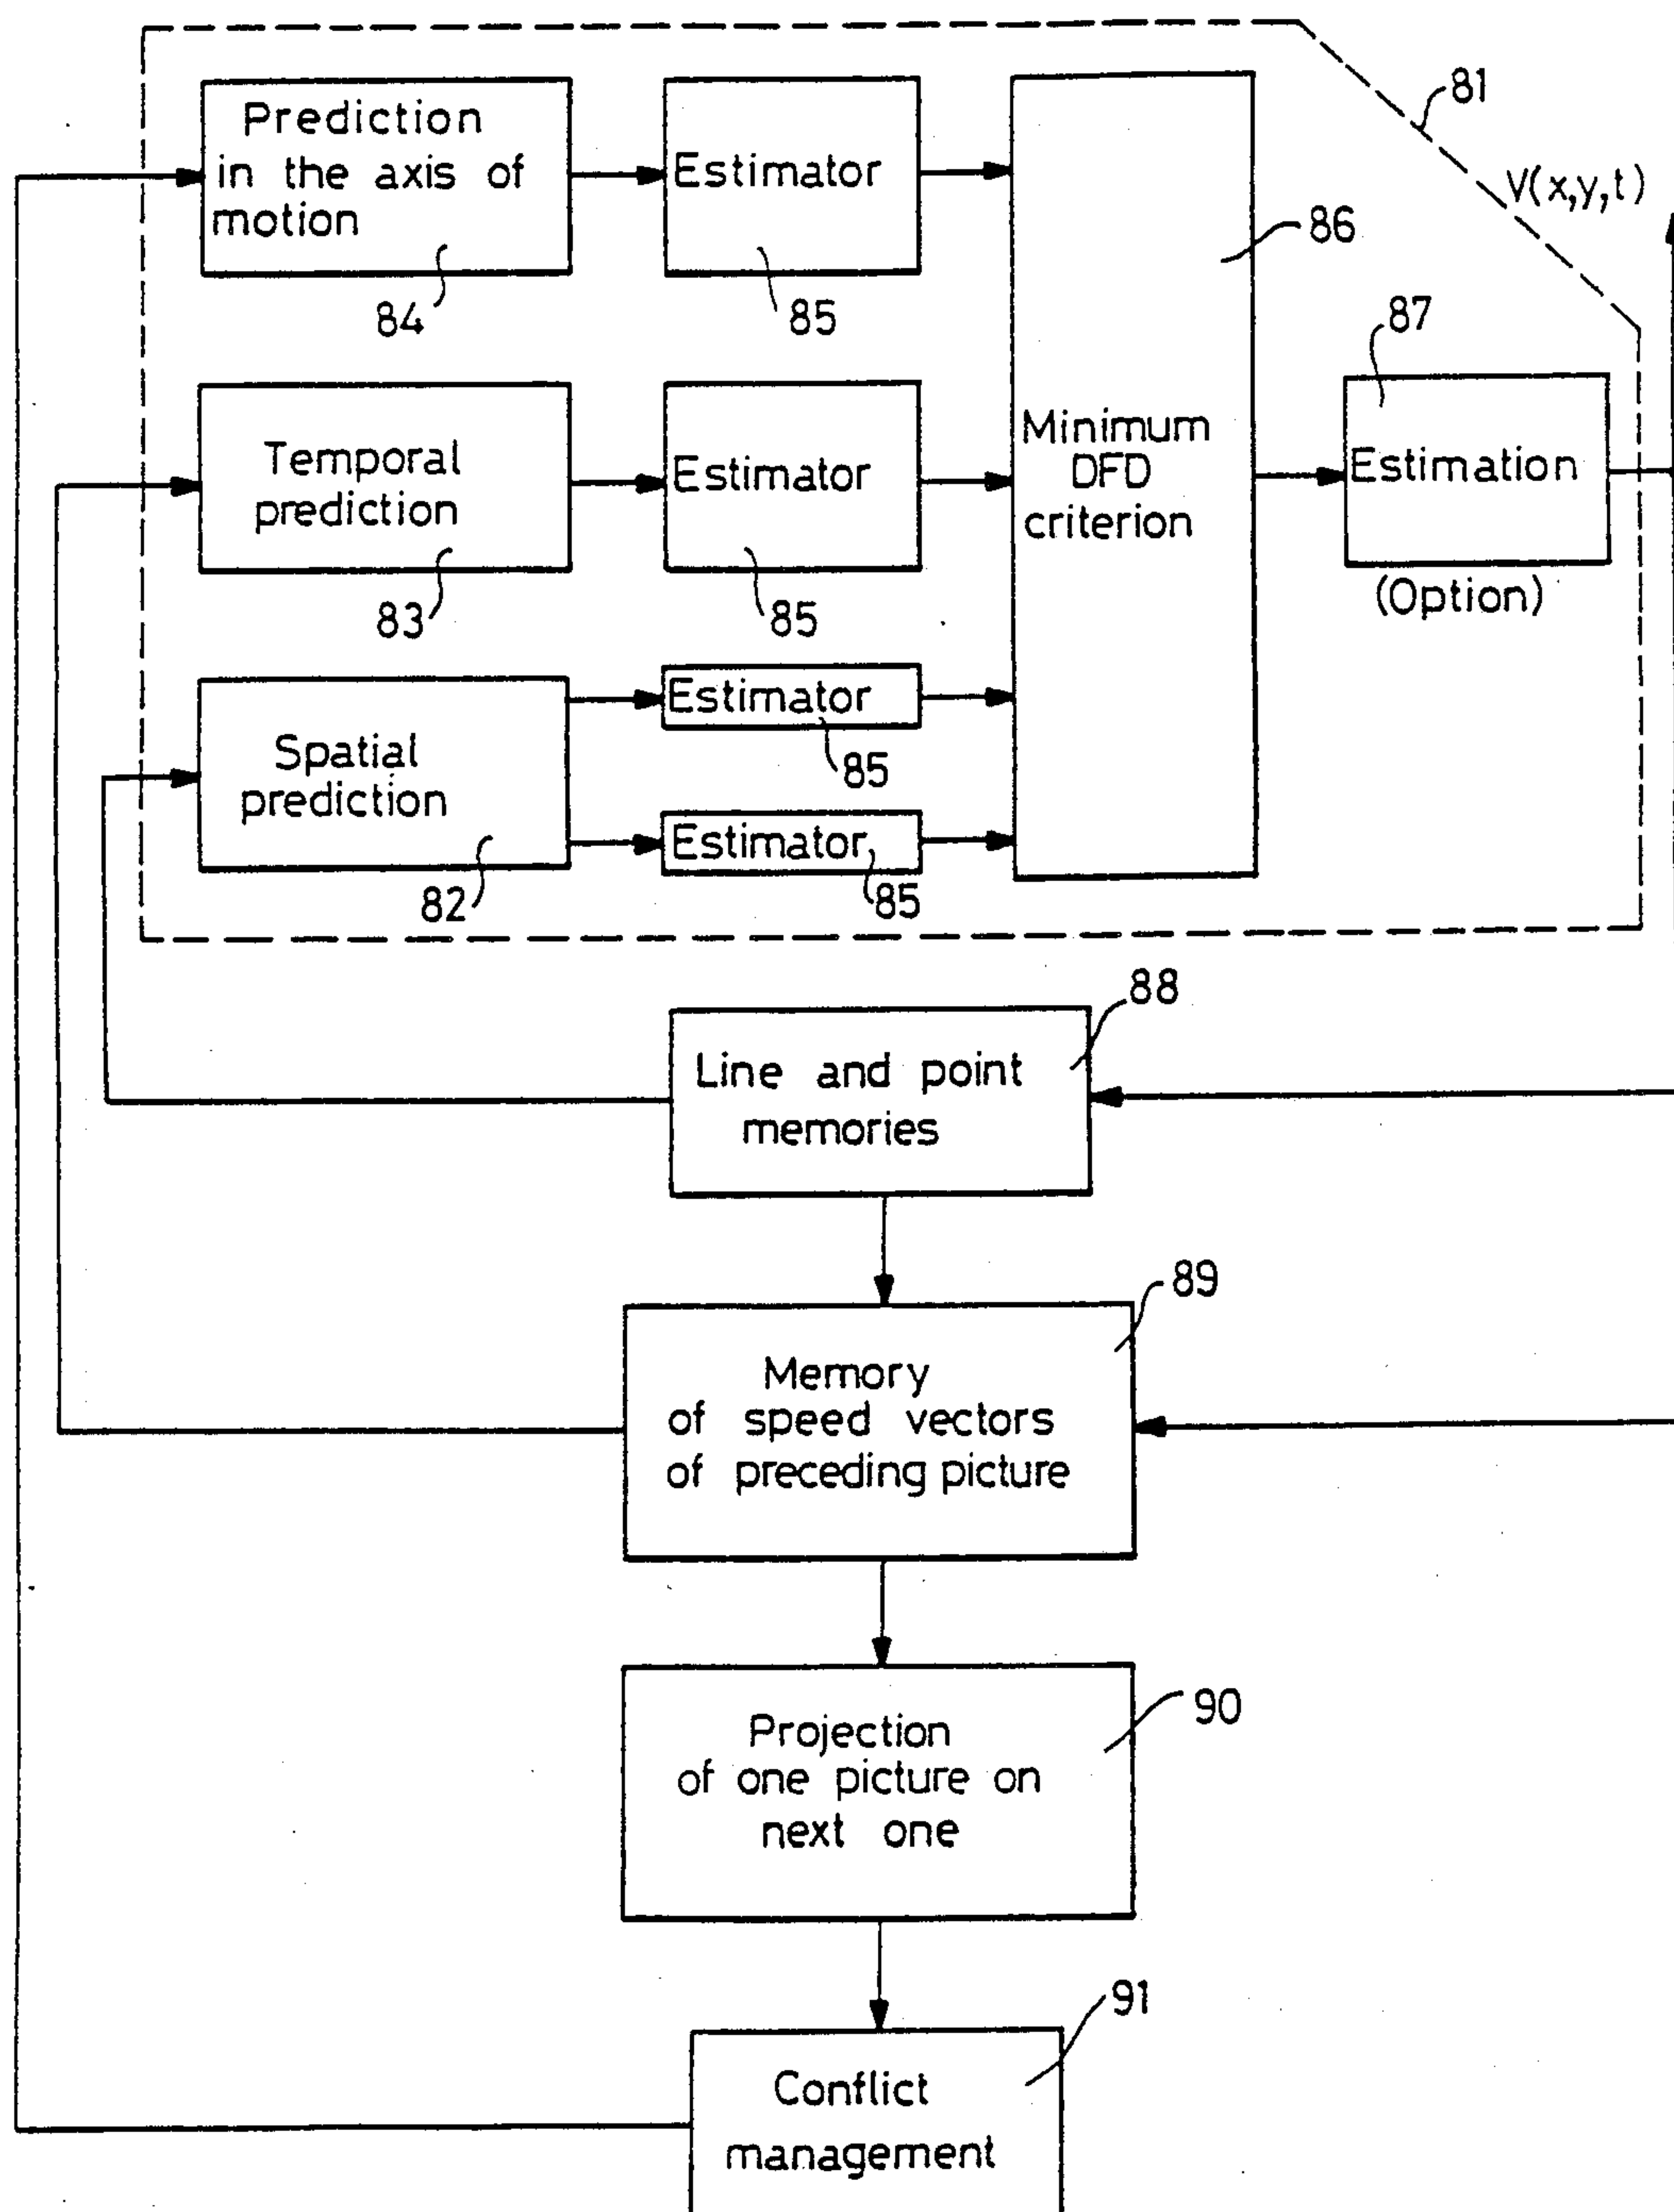 81
V(x,y,t)
Prediction
in the axis of
motion
84
Estimator
85
86
Minimum
DFD
criterion
87
Estimation
(Option)
Temporal
prediction
83
Estimator
85
Spatial
prediction
82
Estimator
85
Estimator
85
88
Line and point
memories
89
Memory
of speed vectors
of preceding picture
90
Projection
of one picture on
next one
91
Conflict
management